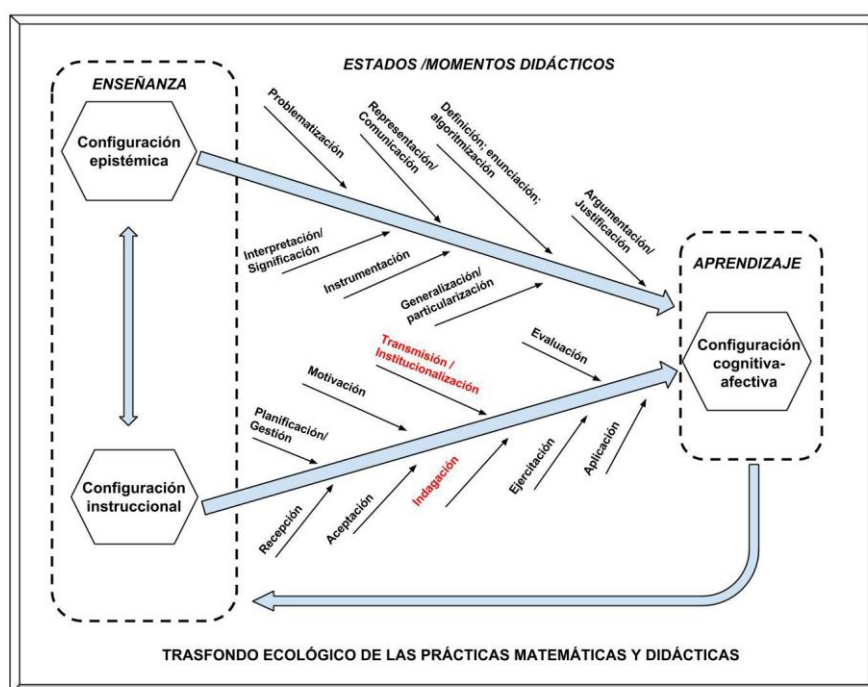 ESTADOS /MOMENTOS DIDÁCTICOS
ENSEÑANZA
Configuración
epistémica
Problematización
Representación/
Comunicación
Definición; enunciación;
algoritmización
Argumentación/
Justificación
Interpretación/
Significación
Instrumentación
Generalización/
particularización
APRENDIZAJE
Configuración
cognitiva-
afectiva
Planificación/
Gestión
Motivación
Transmisión /
Institucionalización
Evaluación
Configuración
instruccional
Recepción
Aceptación
Indagación
Ejercitación
Aplicación
TRASFONDO ECOLÓGICO DE LAS PRÁCTICAS MATEMÁTICAS Y DIDÁCTICAS